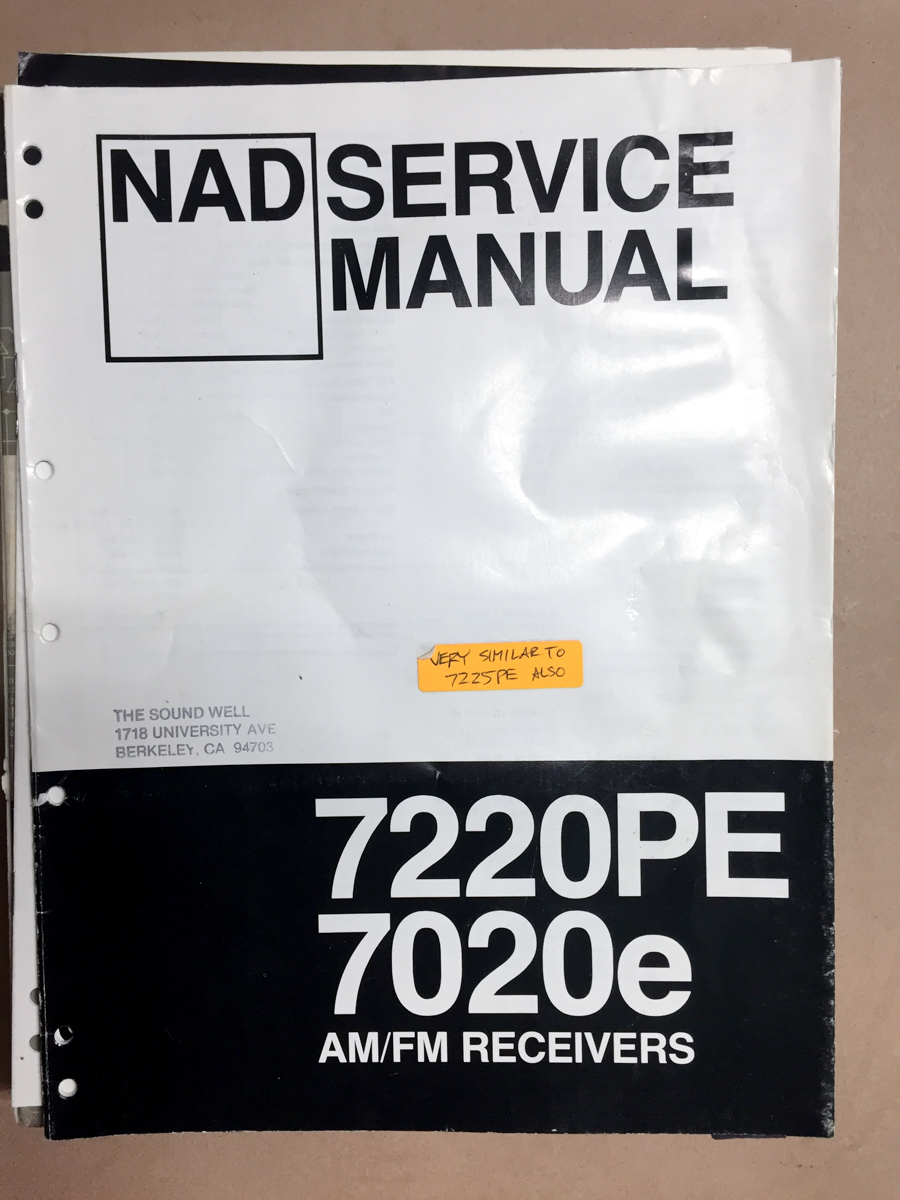 NAD SERVICE
MANUAL
VERY SIMILAR TO
7225PE ALSO
THE SOUND WELL
1718 UNIVERSITY AVE
BERKELEY, CA 94703
7220PE
7020e
AM/FM RECEIVERS